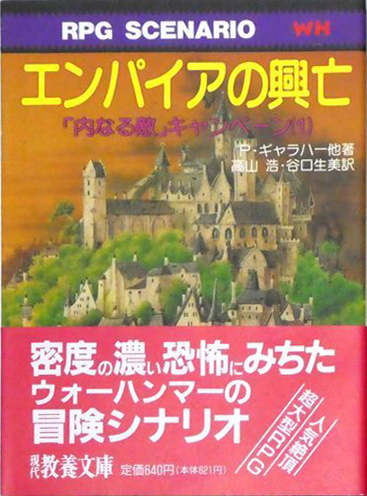 RPG SCENARIO WH
エンパイアの興亡
「内なる敵」キャンペーン(1)
P・ギャラハー他著
高山 浩・谷口生美訳
密度の濃い恐怖にみちた
ウォーハンマーの
冒険シナリオ
人気絶頂
超大型RPG
現代教養文庫 定価640円(本体621円)